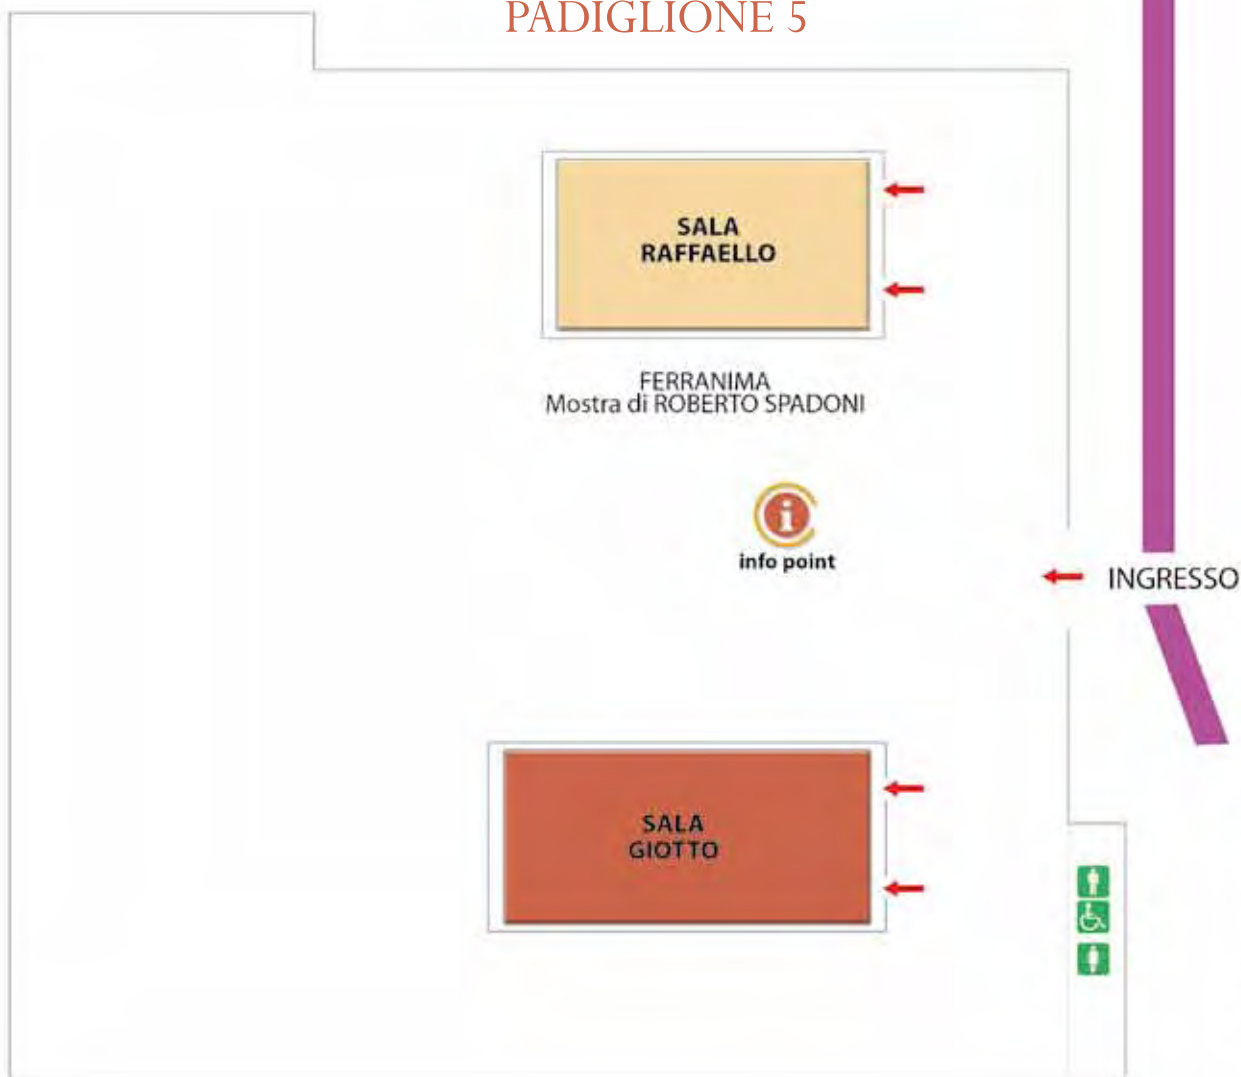 PADIGLIONE 5
SALA
RAFFAELLO
FERRANIMA
Mostra di ROBERTO SPADONI
i
info point
INGRESSO
SALA
GIOTTO